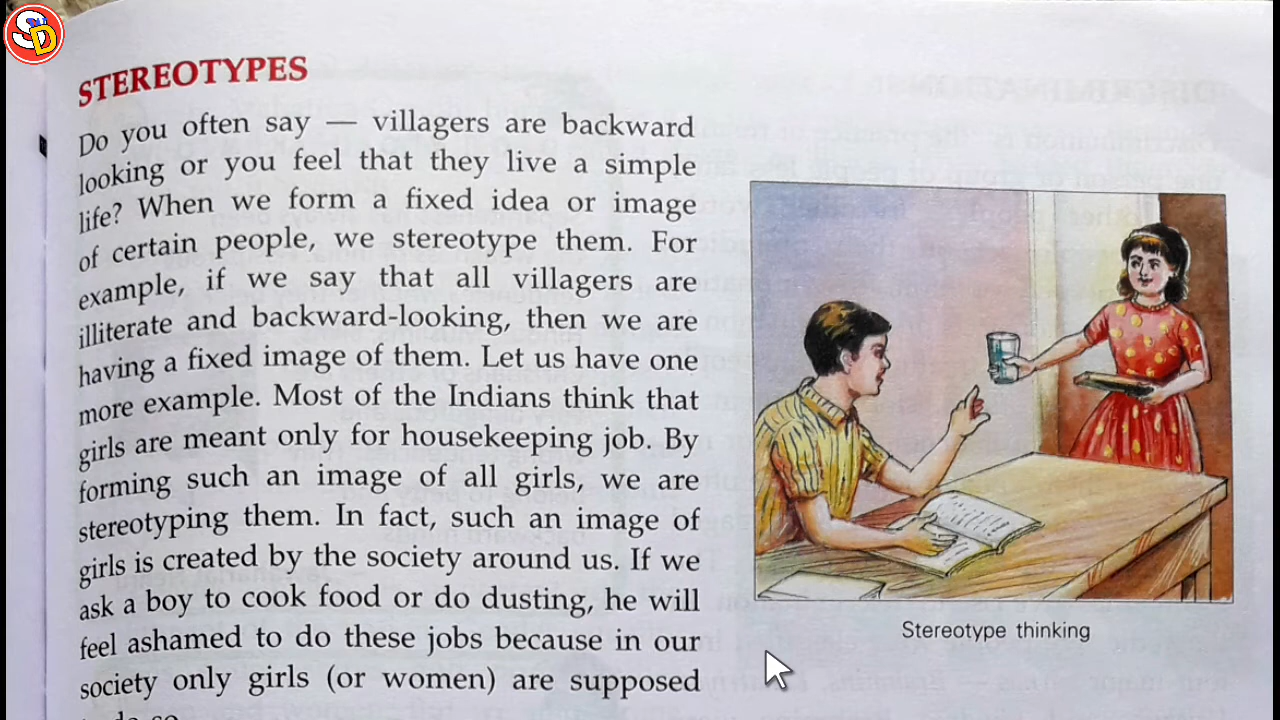 SD
STEREOTYPES
Do you often say — villagers are backward
looking or you feel that they live a simple
life? When we form a fixed idea or image
of certain people, we stereotype them. For
example, if we say that all villagers are
illiterate and backward-looking, then we are
having a fixed image of them. Let us have one
more example. Most of the Indians think that
girls are meant only for housekeeping job. By
forming such an image of all girls, we are
stereotyping them. In fact, such an image of
girls is created by the society around us. If we
ask a boy to cook food or do dusting, he will
feel ashamed to do these jobs because in our
society only girls (or women) are supposed
to do so.
Stereotype thinking